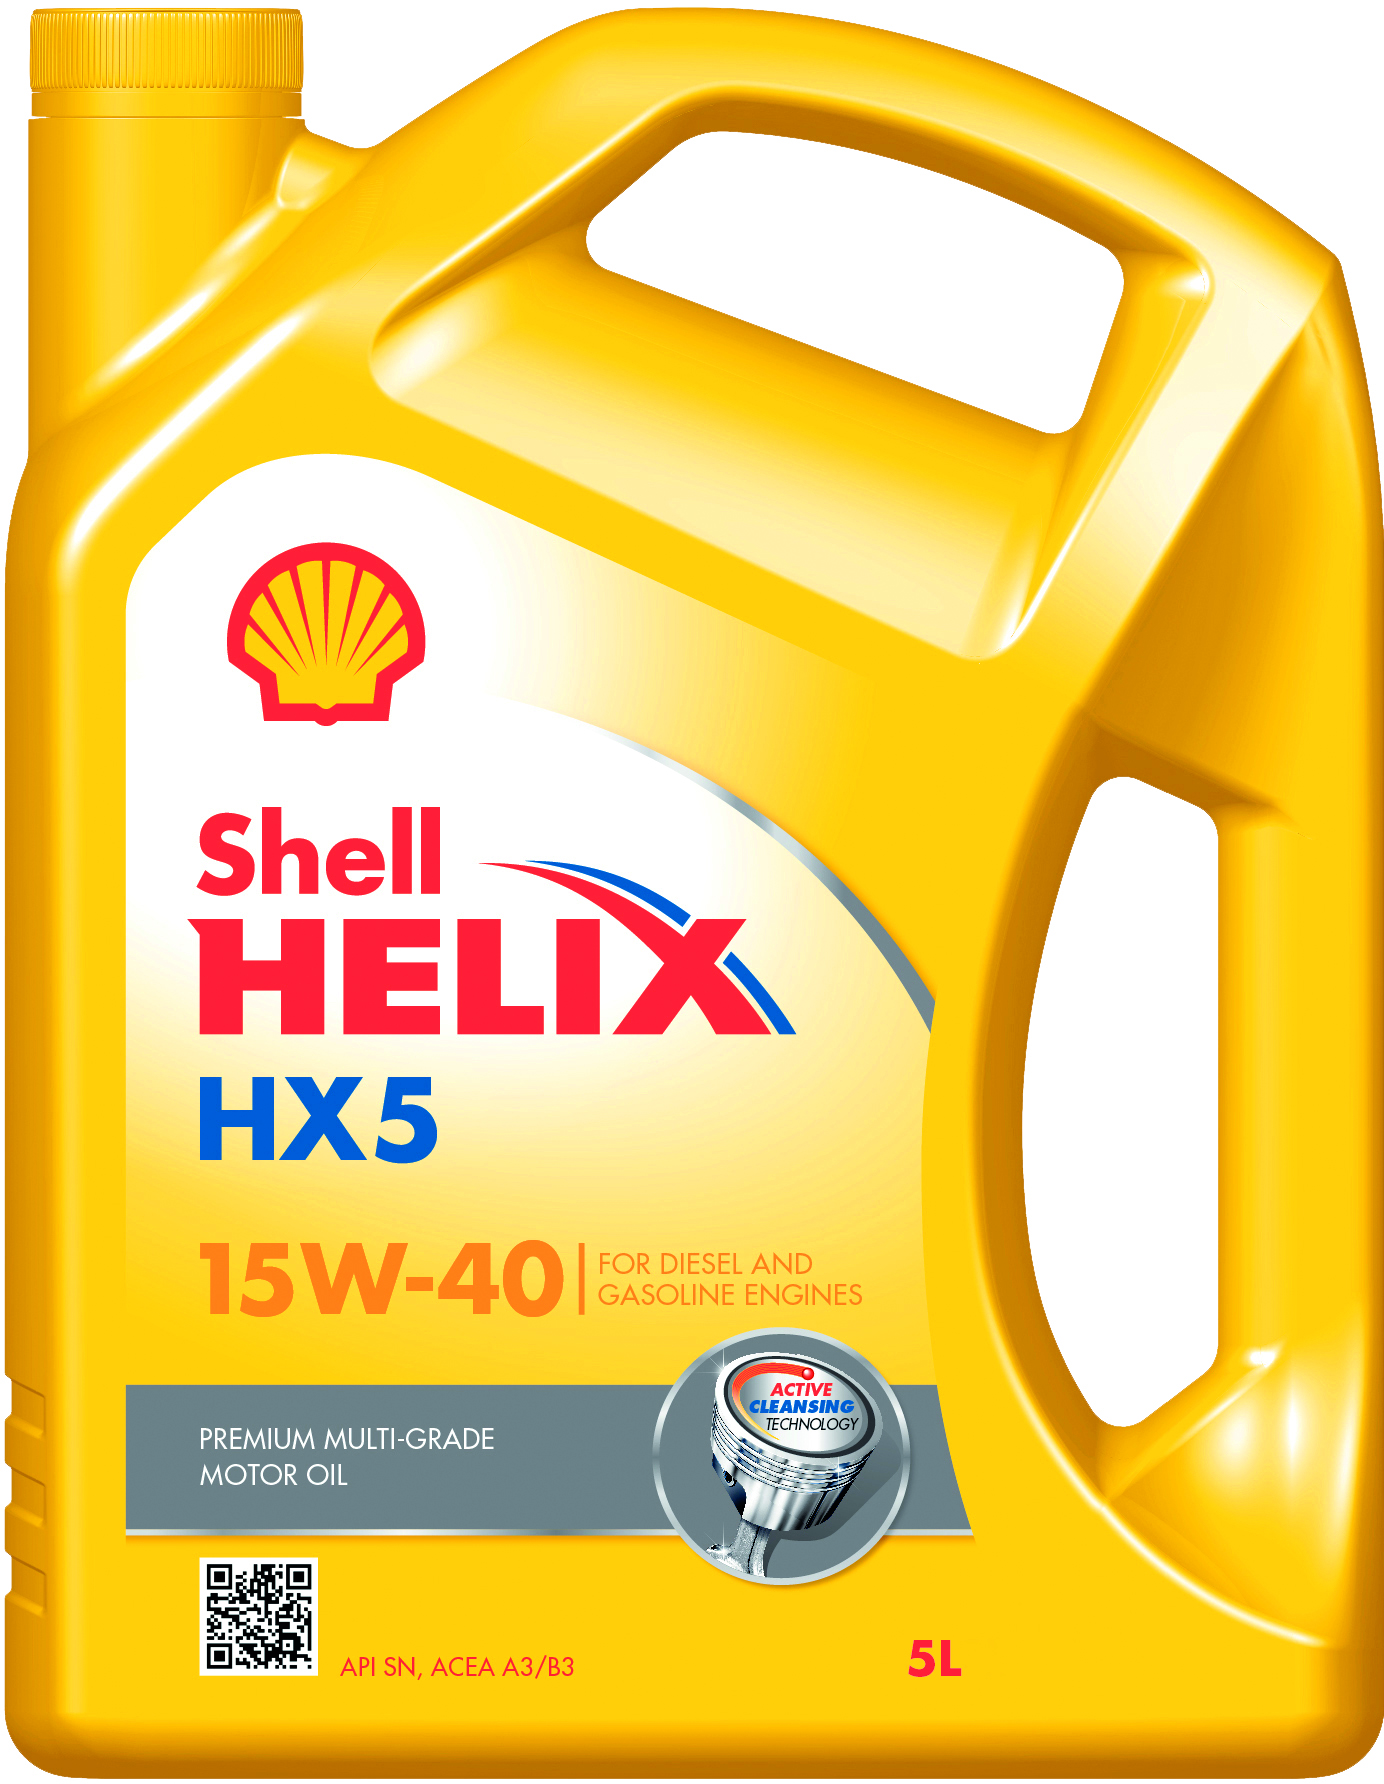 Shell
HELIX
HX5
15W-40
FOR DIESEL AND
GASOLINE ENGINES
ACTIVE
CLEANSING
TECHNOLOGY
PREMIUM MULTI-GRADE
MOTOR OIL
API SN, ACEA A3/B3
5L